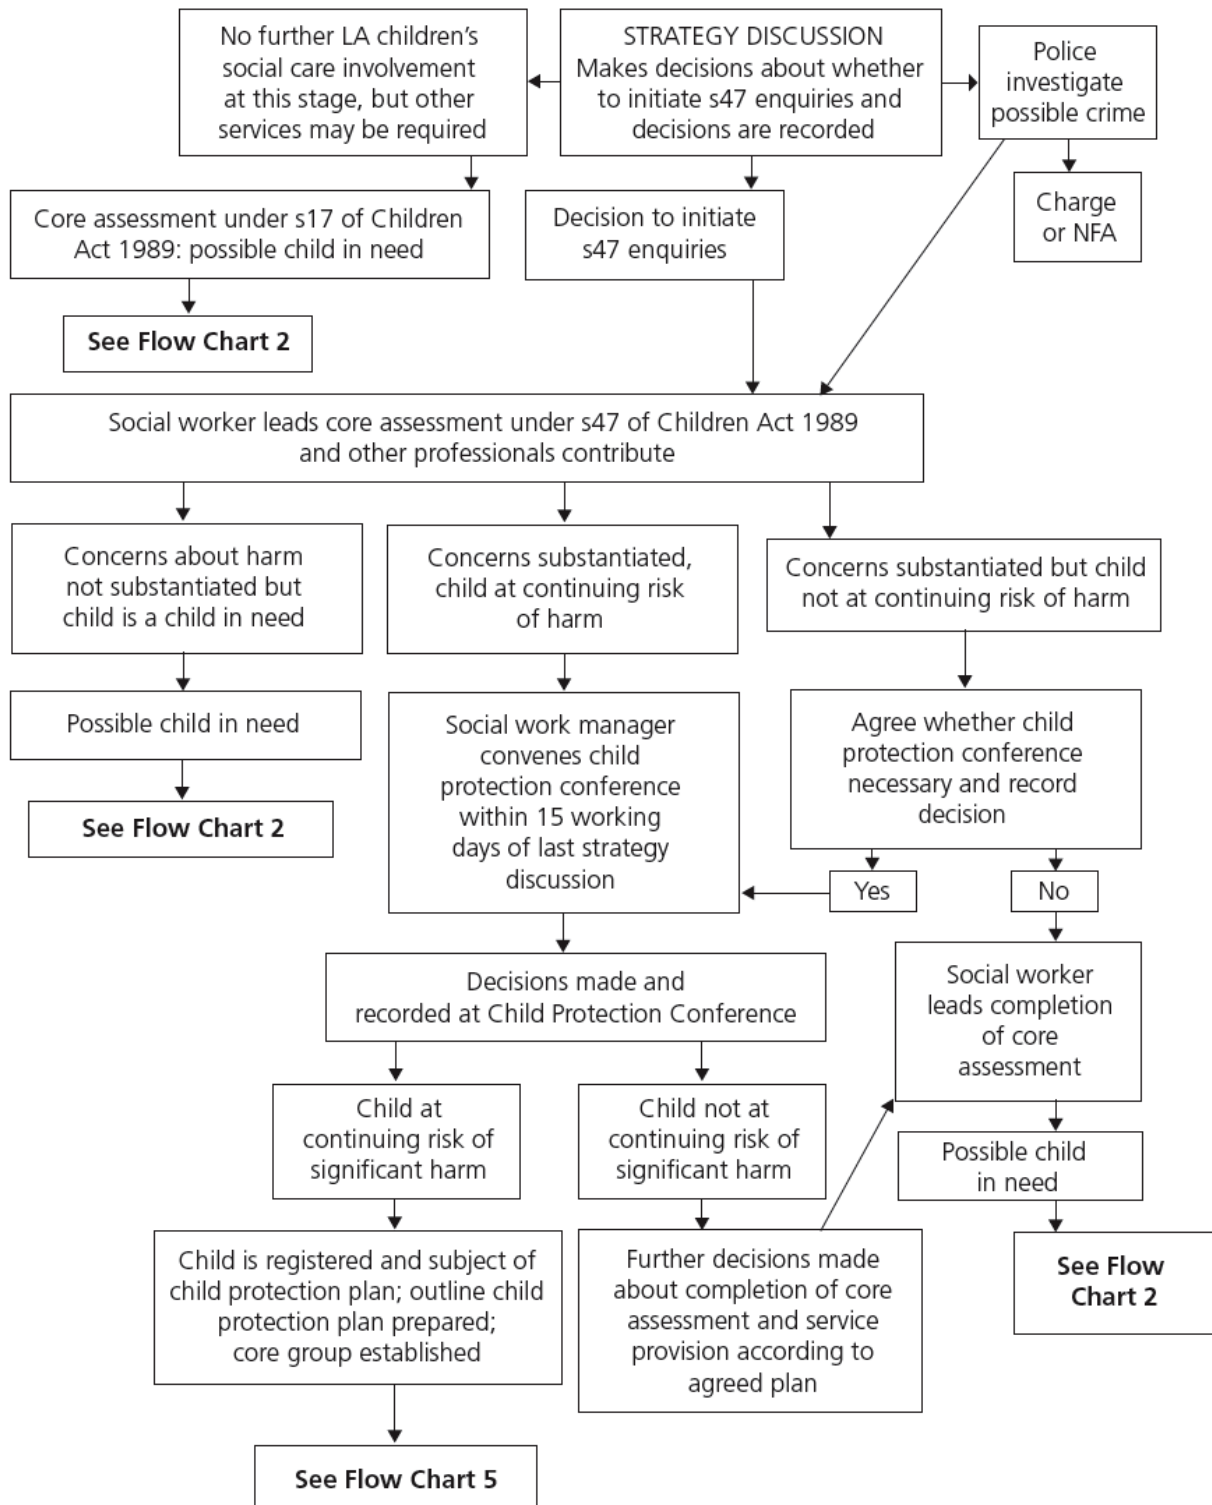 No further LA children’s
social care involvement
at this stage, but other
services may be required
STRATEGY DISCUSSION
Makes decisions about whether
to initiate s47 enquiries and
decisions are recorded
Police
investigate
possible crime
Core assessment under s17 of Children
Act 1989: possible child in need
Decision to initiate
s47 enquiries
Charge
or NFA
See Flow Chart 2
Social worker leads core assessment under s47 of Children Act 1989
and other professionals contribute
Concerns about harm
not substantiated but
child is a child in need
Concerns substantiated,
child at continuing risk
of harm
Concerns substantiated but child
not at continuing risk of harm
Possible child in need
See Flow Chart 2
Social work manager
convenes child
protection conference
within 15 working
days of last strategy
discussion
Agree whether child
protection conference
necessary and record
decision
Yes
No
Decisions made and
recorded at Child Protection Conference
Social worker
leads completion
of core
assessment
Child at
continuing risk of
significant harm
Child not at
continuing risk of
significant harm
Possible child
in need
Child is registered and subject of
child protection plan; outline child
protection plan prepared;
core group established
Further decisions made
about completion of core
assessment and service
provision according to
agreed plan
See Flow
Chart 2
See Flow Chart 5